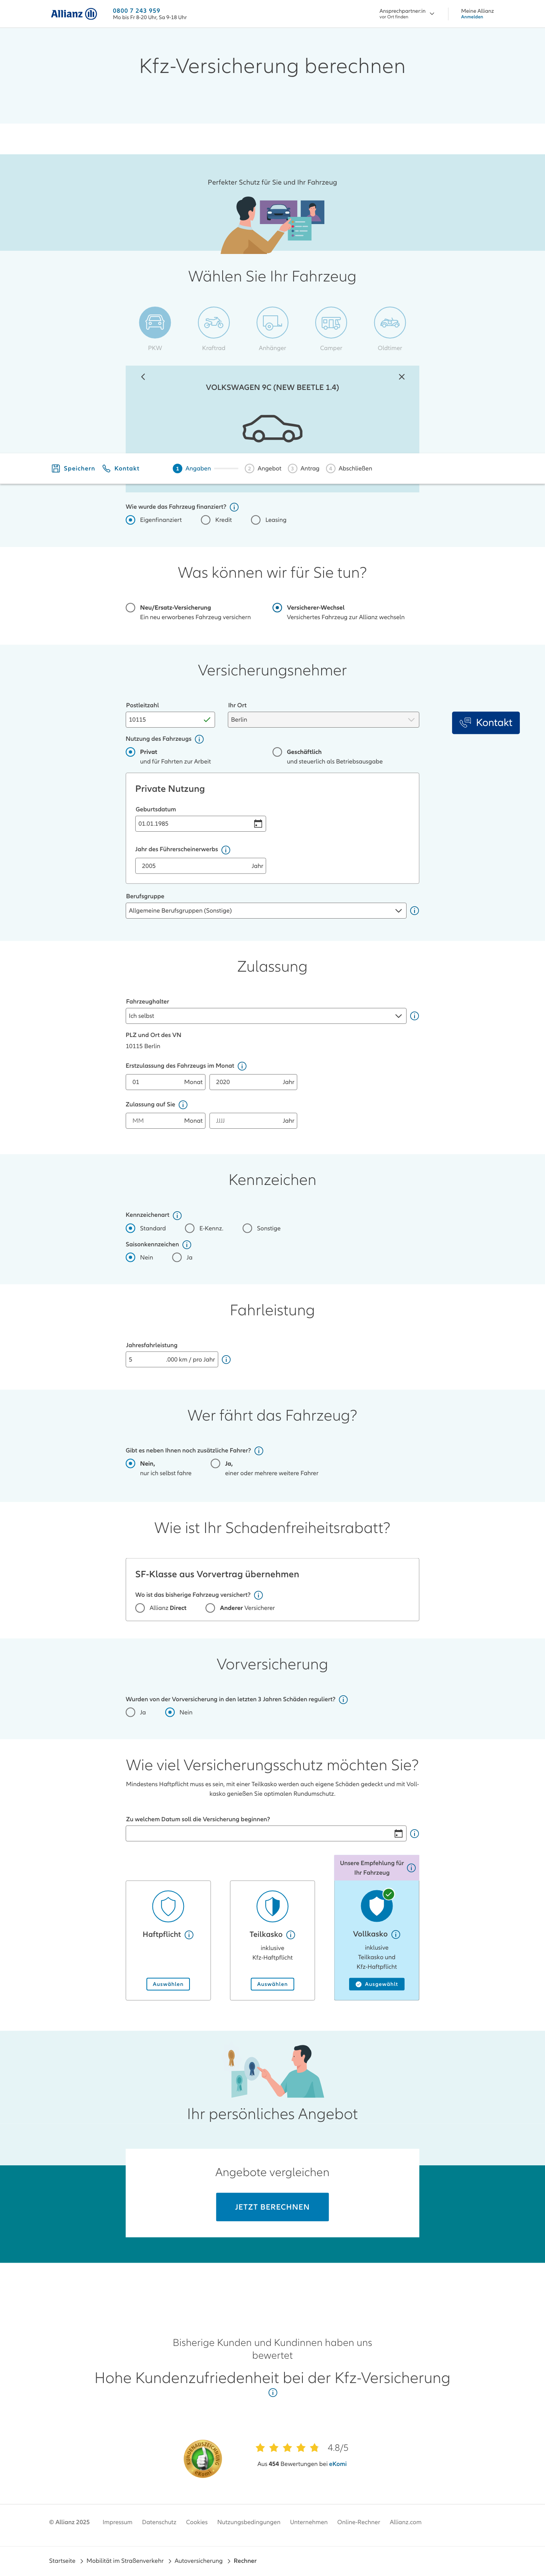 Allianz
0800 7 243 959
Mo bis Fr 8-20 Uhr, Sa 9-18 Uhr
Ansprechpartner:in
vor Ort finden
Meine Allianz
Anmelden
Kfz-Versicherung berechnen
Perfekter Schutz für Sie und Ihr Fahrzeug
Wählen Sie Ihr Fahrzeug
PKW
Kraftrad
Anhänger
Camper
Oldtimer
VOLKSWAGEN 9C (NEW BEETLE 1.4)
Speichern
Kontakt
1 Angaben
2 Angebot
3 Antrag
4 Abschließen
Wie wurde das Fahrzeug finanziert?
Eigenfinanziert
Kredit
Leasing
Was können wir für Sie tun?
Neu/Ersatz-Versicherung
Ein neu erworbenes Fahrzeug versichern
Versicherer-Wechsel
Versichertes Fahrzeug zur Allianz wechseln
Versicherungsnehmer
Postleitzahl
10115
Ihr Ort
Berlin
Kontakt
Nutzung des Fahrzeugs
Privat
und für Fahrten zur Arbeit
Geschäftlich
und steuerlich als Betriebsausgabe
Private Nutzung
Geburtsdatum
01.01.1985
Jahr des Führerscheinerwerbs
2005 Jahr
Berufsgruppe
Allgemeine Berufsgruppen (Sonstige)
Zulassung
Fahrzeughalter
Ich selbst
PLZ und Ort des VN
10115 Berlin
Erstzulassung des Fahrzeugs im Monat
01 Monat
2020 Jahr
Zulassung auf Sie
MM Monat
JJJJ Jahr
Kennzeichen
Kennzeichenart
Standard
E-Kennz.
Sonstige
Saisonkennzeichen
Nein
Ja
Fahrleistung
Jahresfahrleistung
5 .000 km / pro Jahr
Wer fährt das Fahrzeug?
Gibt es neben Ihnen noch zusätzliche Fahrer?
Nein,
nur ich selbst fahre
Ja,
einer oder mehrere weitere Fahrer
Wie ist Ihr Schadenfreiheitsrabatt?
SF-Klasse aus Vorvertrag übernehmen
Wo ist das bisherige Fahrzeug versichert?
Allianz Direct
Anderer Versicherer
Vorversicherung
Wurden von der Vorversicherung in den letzten 3 Jahren Schäden reguliert?
Ja
Nein
Wie viel Versicherungsschutz möchten Sie?
Mindestens Haftpflicht muss es sein, mit einer Teilkasko werden auch eigene Schäden gedeckt und mit Voll-
kasko genießen Sie optimalen Rundumschutz.
Zu welchem Datum soll die Versicherung beginnen?
Unsere Empfehlung für
Ihr Fahrzeug
Haftpflicht
Auswählen
Teilkasko
inklusive
Kfz-Haftpflicht
Auswählen
Vollkasko
inklusive
Teilkasko und
Kfz-Haftpflicht
Ausgewählt
Ihr persönliches Angebot
Angebote vergleichen
JETZT BERECHNEN
Bisherige Kunden und Kundinnen haben uns
bewertet
Hohe Kundenzufriedenheit bei der Kfz-Versicherung
4.8/5
Aus 454 Bewertungen bei eKomi
© Allianz 2025
Impressum
Datenschutz
Cookies
Nutzungsbedingungen
Unternehmen
Online-Rechner
Allianz.com
Startseite
Mobilität im Straßenverkehr
Autoversicherung
Rechner